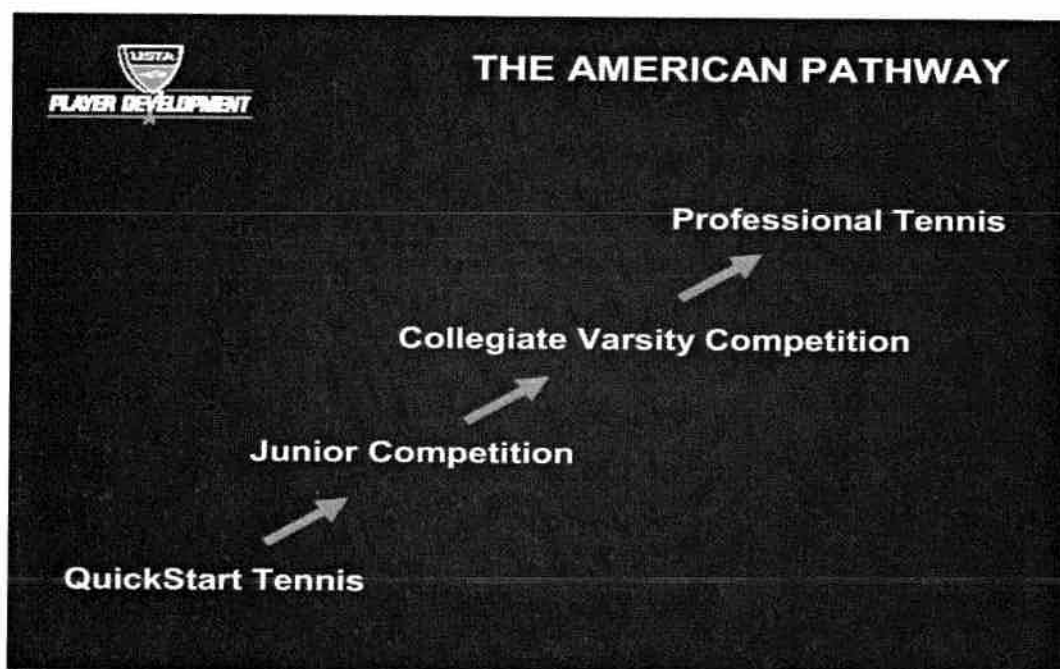 USTA
PLAYER DEVELOPMENT
THE AMERICAN PATHWAY
Professional Tennis
Collegiate Varsity Competition
Junior Competition
QuickStart Tennis